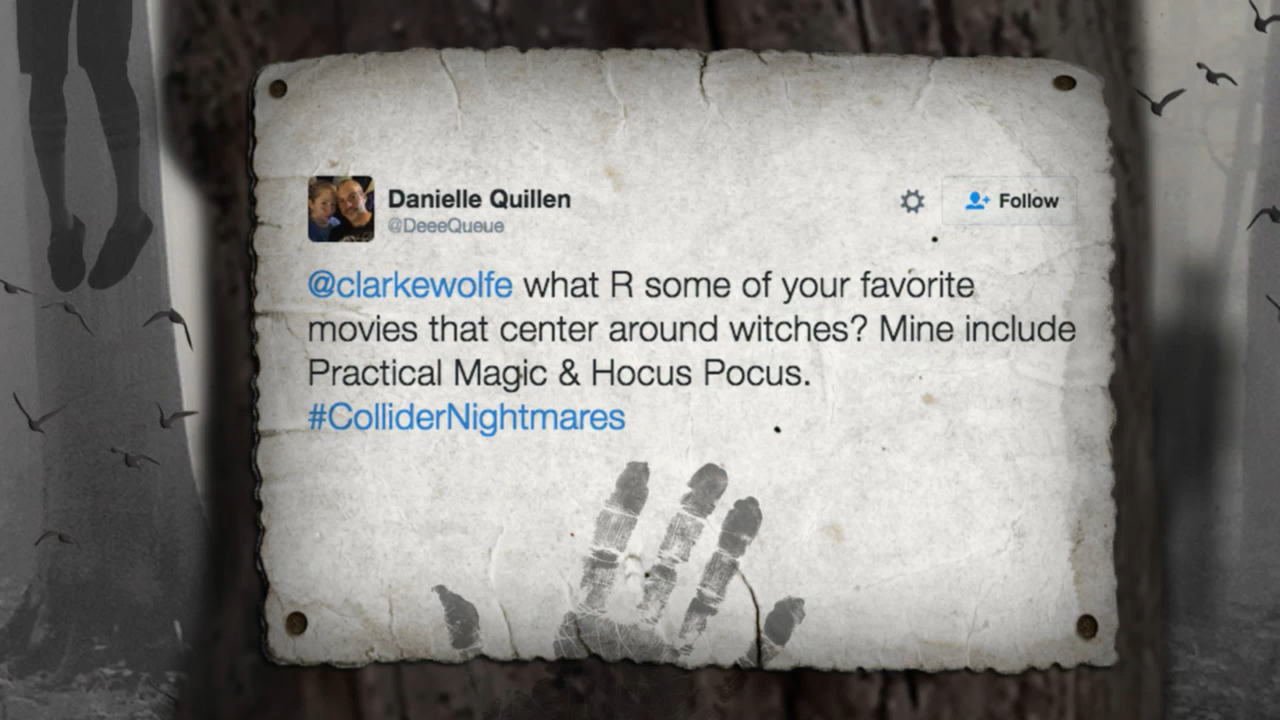 Danielle Quillen
@DeeeQueue
Follow
@clarkewolfe what R some of your favorite
movies that center around witches? Mine include
Practical Magic & Hocus Pocus.
#ColliderNightmares